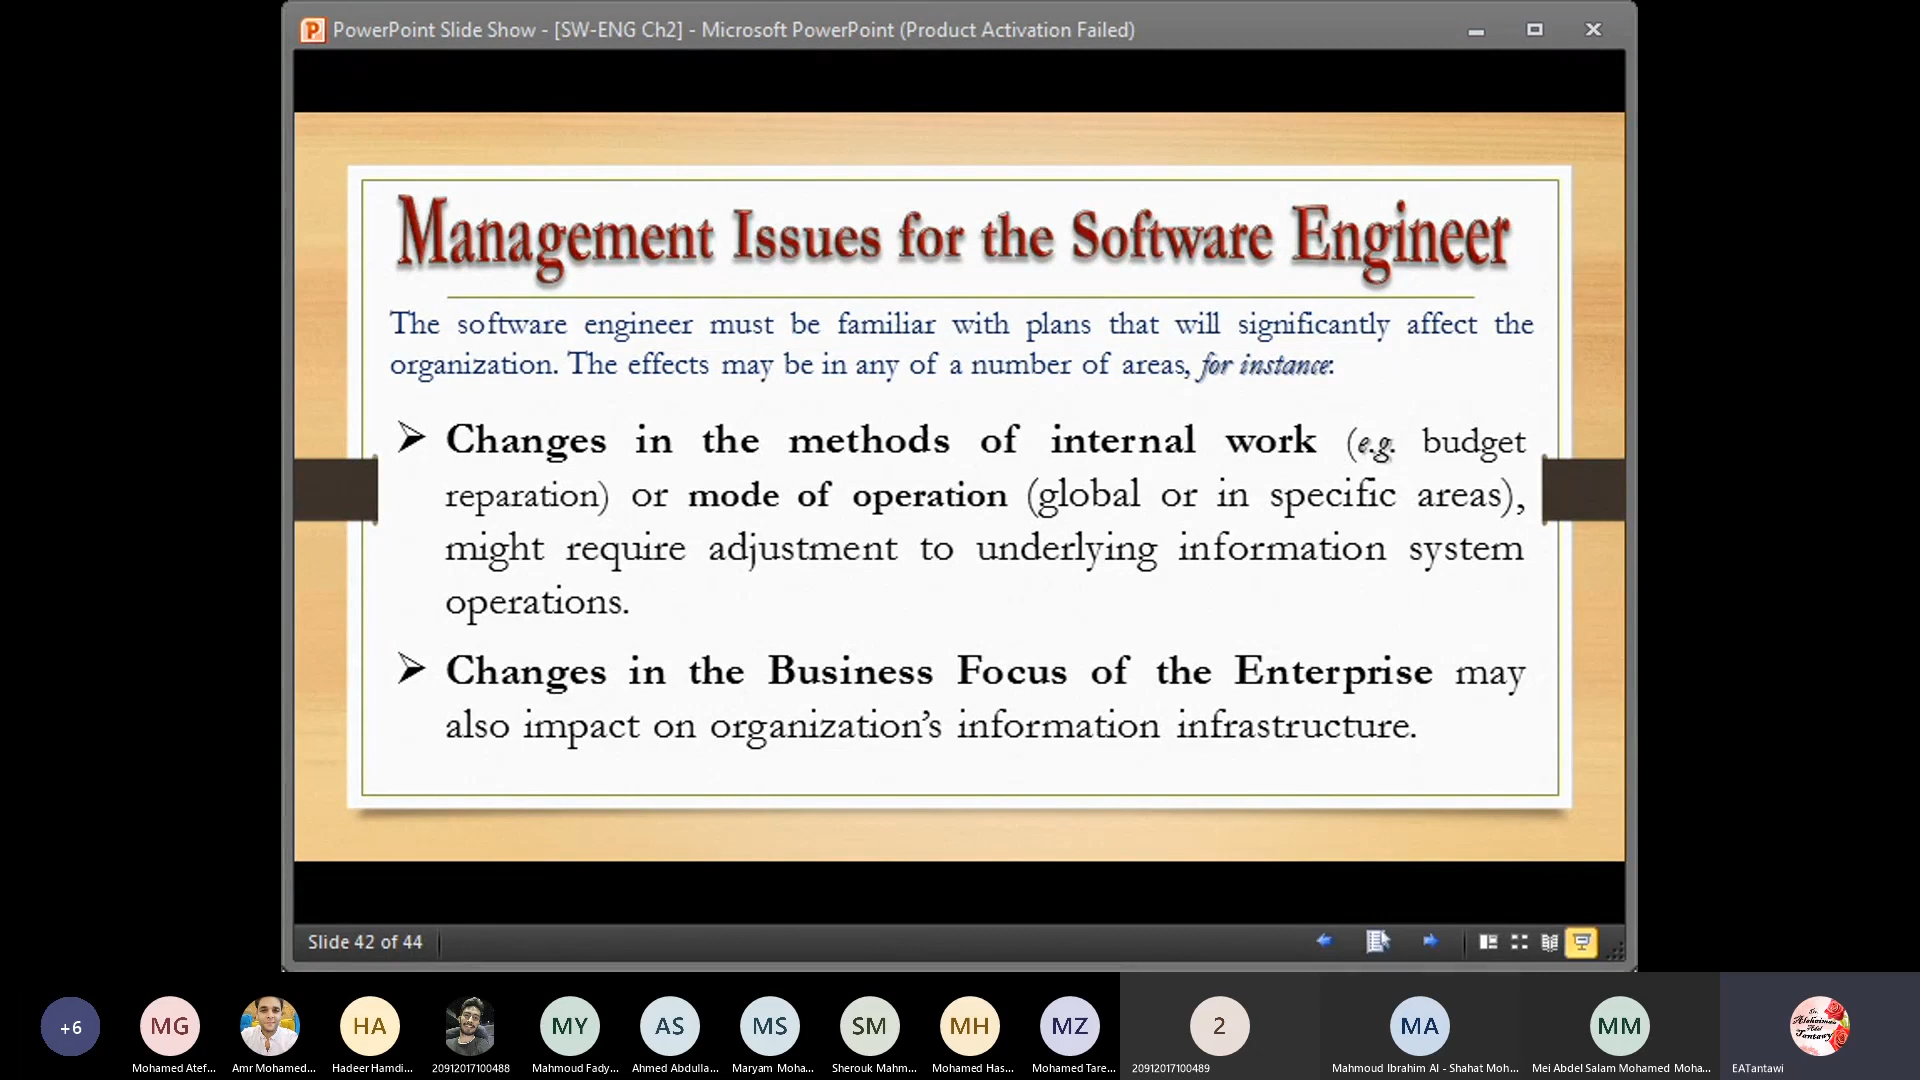 PowerPoint Slide Show - [SW-ENG Ch2] - Microsoft PowerPoint (Product Activation Failed)
Management Issues for the Software Engineer
The software engineer must be familiar with plans that will significantly affect the
organization. The effects may be in any of a number of areas, for instance:
Changes in the methods of internal work (e.g. budget
reparation) or mode of operation (global or in specific areas),
might require adjustment to underlying information system
operations.
Changes in the Business Focus of the Enterprise may
also impact on organization's information infrastructure.
Slide 42 of 44
+6 MG HA MY AS MS SM MH MZ 2 MA MM
Mohamed Atef... Amr Mohamed... Hadeer Hamdi... 20912017100488 Mahmoud Fady... Ahmed Abdulla... Maryam Moha... Sherouk Mahm... Mohamed Has... Mohamed Tare... 20912017100489 Mahmoud Ibrahim Al - Shahat Moh... Mei Abdel Salam Mohamed Moha... EATantawi